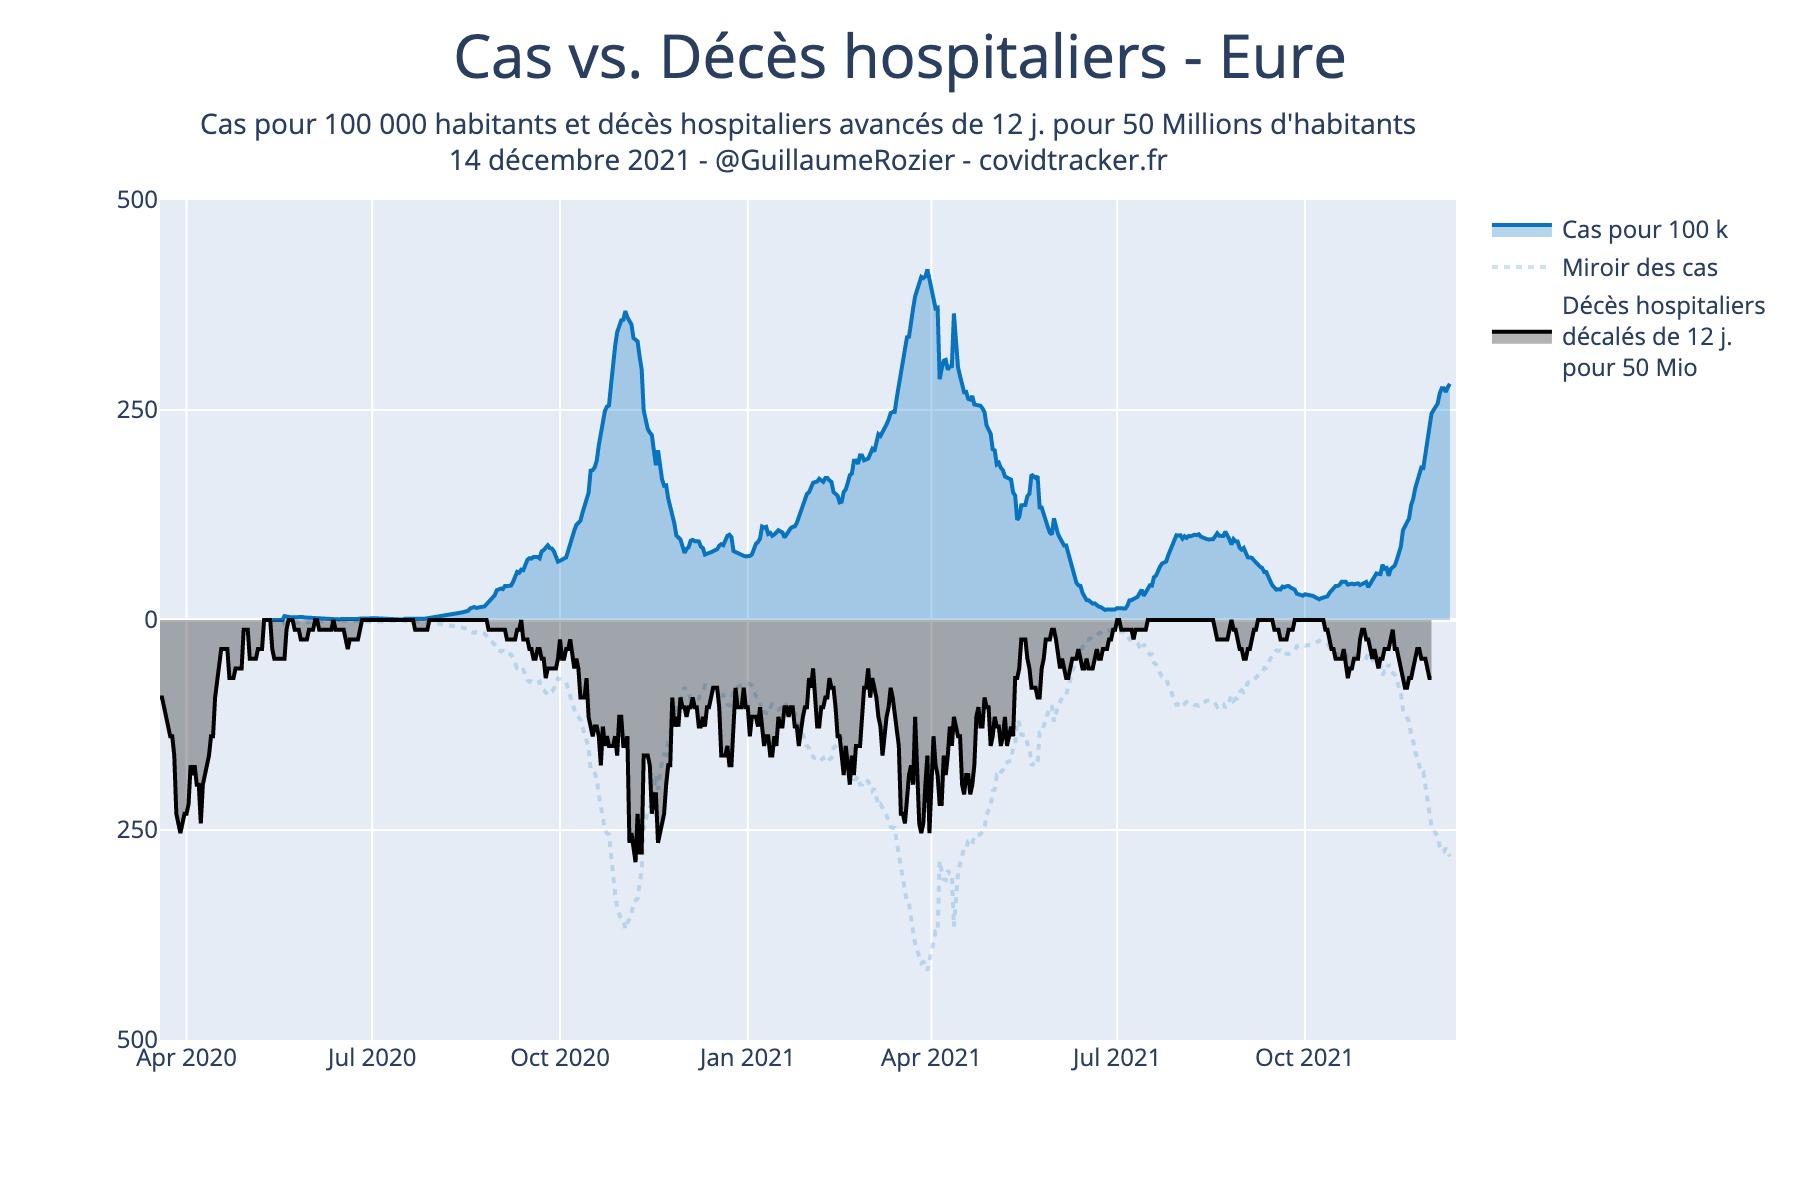 Cas vs. Décès hospitaliers - Eure
Cas pour 100 000 habitants et décès hospitaliers avancés de 12 j. pour 50 Millions d'habitants
14 décembre 2021 - @GuillaumeRozier - covidtracker.fr
500
250
0
250
500
Apr 2020
Jul 2020
Oct 2020
Jan 2021
Apr 2021
Jul 2021
Oct 2021
Cas pour 100 k
Miroir des cas
Décès hospitaliers
décalés de 12 j.
pour 50 Mio